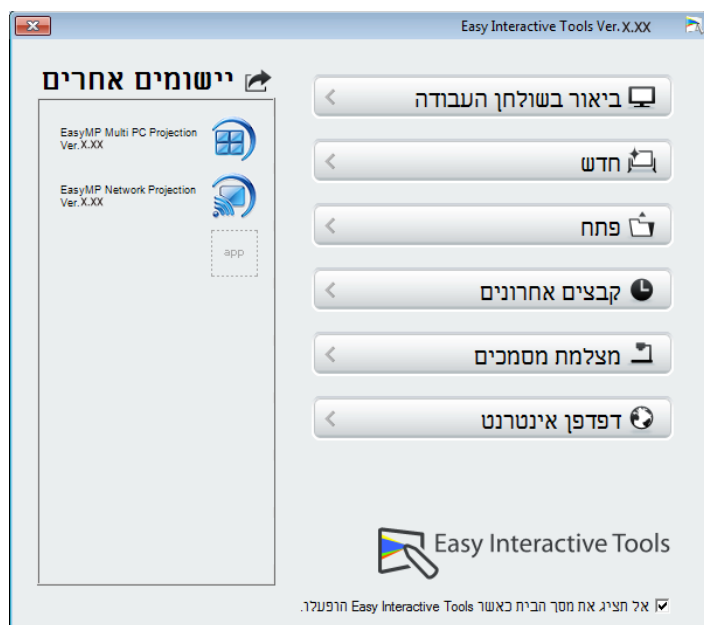 Easy Interactive Tools Ver.X.XX
ביאור בשולחן העבודה
חדש
פתח
קבצים אחרונים
מצלמת מסמכים
דפדפן אינטרנט
יישומים אחרים
EasyMP Multi PC Projection
Ver.X.XX
EasyMP Network Projection
Ver.X.XX
app
Easy Interactive Tools
אל תציג את מסך הבית כאשר Easy Interactive Tools הופעלו.